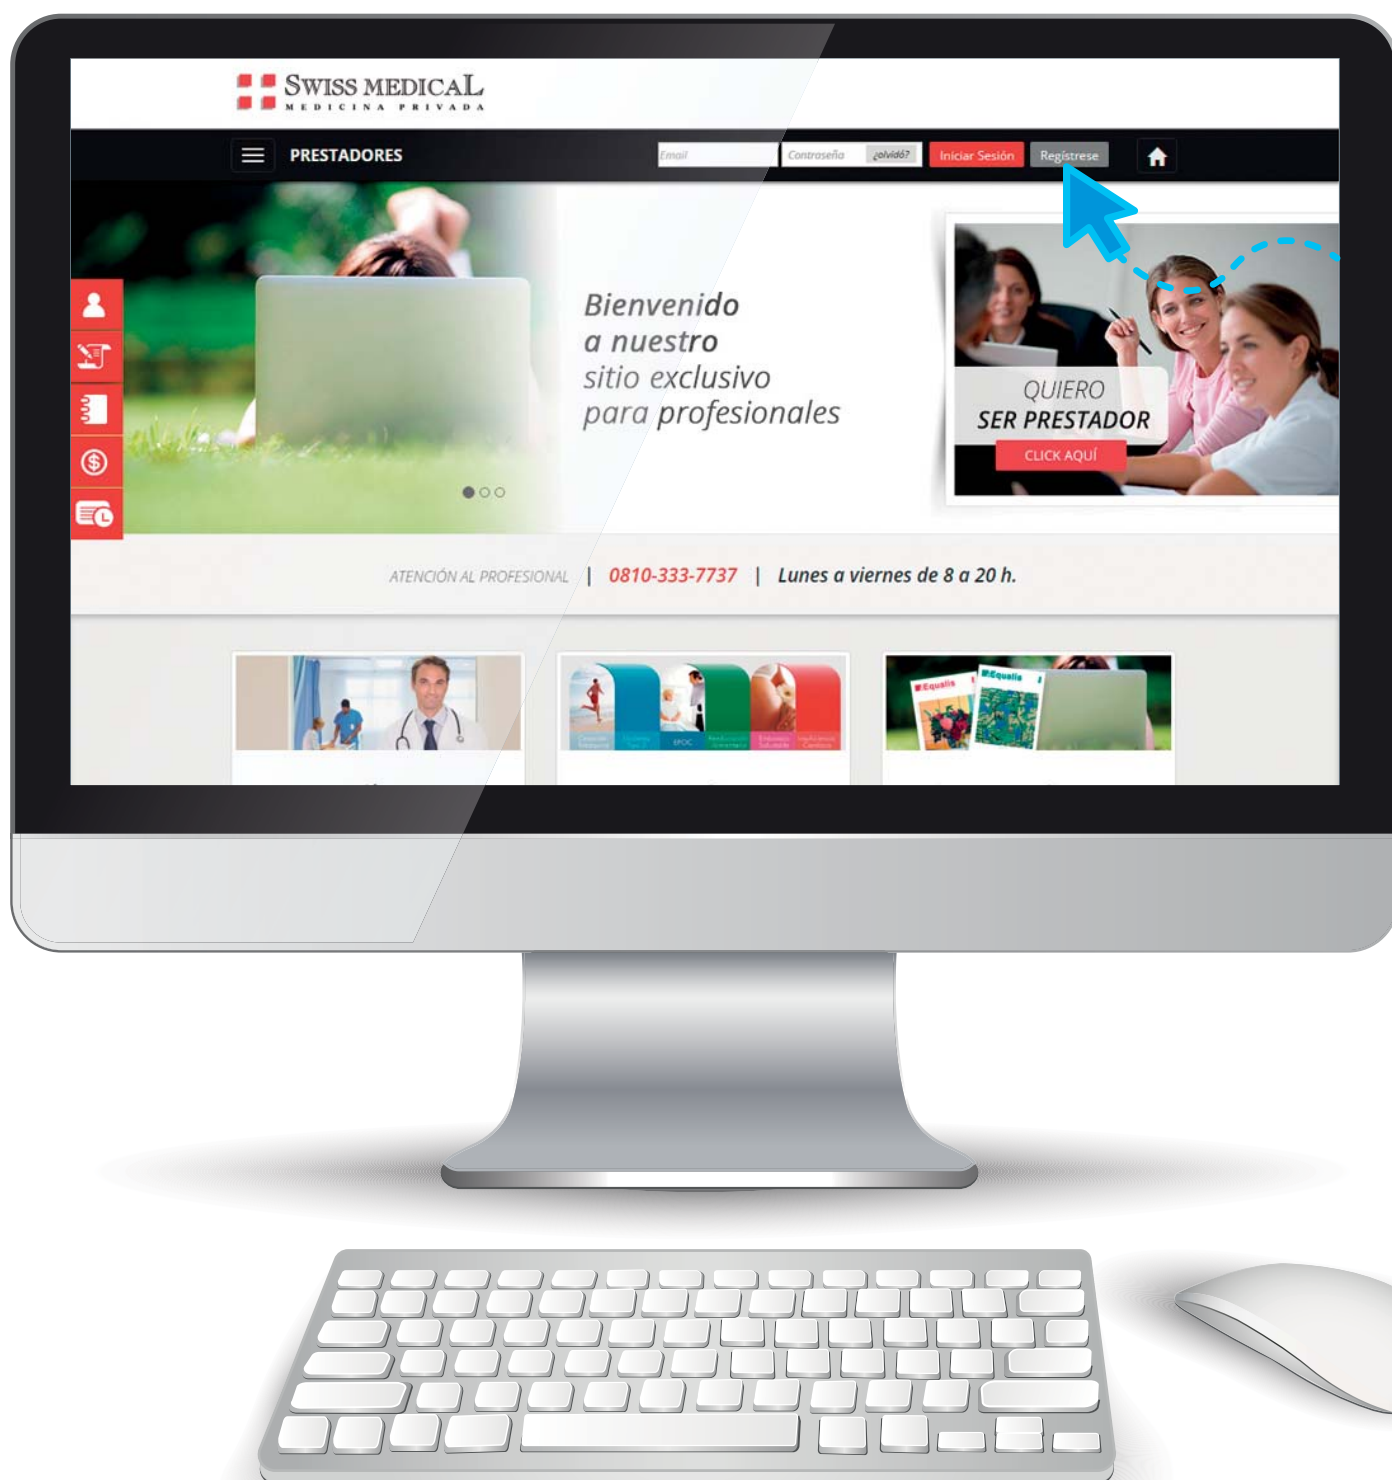 SWISS MEDICAL
MEDICINA PRIVADA
PRESTADORES
Email
Contraseña
¿olvidó?
Iniciar Sesión
Regístrese
Bienvenido
a nuestro
sitio exclusivo
para profesionales
QUIERO
SER PRESTADOR
CLICK AQUÍ
ATENCIÓN AL PROFESIONAL | 0810-333-7737 | Lunes a viernes de 8 a 20 h.
EPOC
Equalis
Equalis